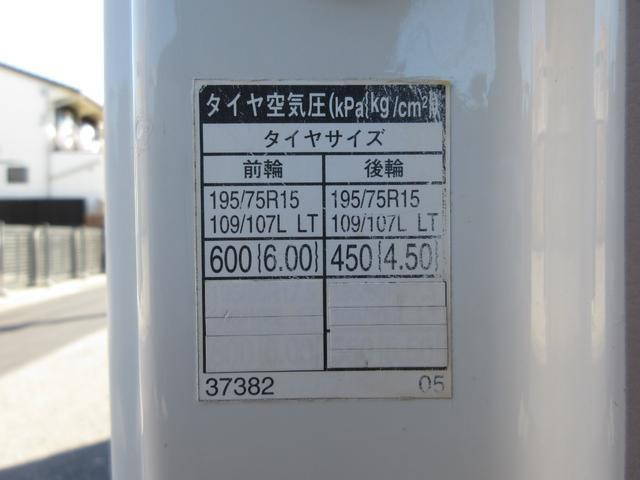 タイヤ空気圧(kPa{kg/cm²})
タイヤサイズ
前輪 後輪
195/75R15 195/75R15
109/107L LT 109/107L LT
600{6.00} 450{4.50}
37382 05